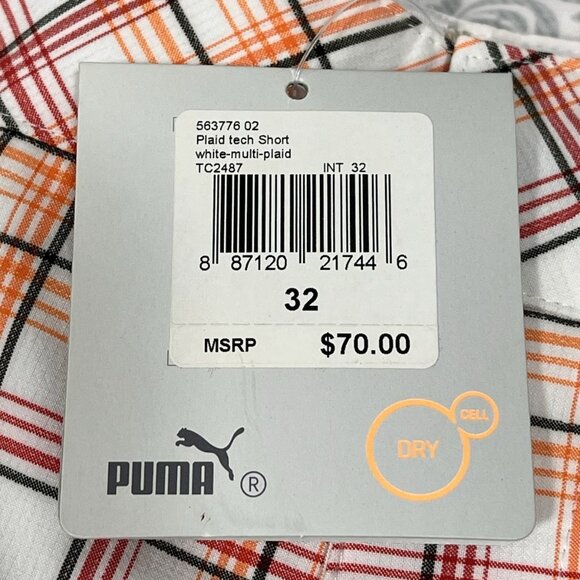 563776 02
Plaid tech Short
white-multi-plaid
TC2487 INT 32
8 87120 21744 6
32
MSRP $70.00
PUMA ®
DRY CELL